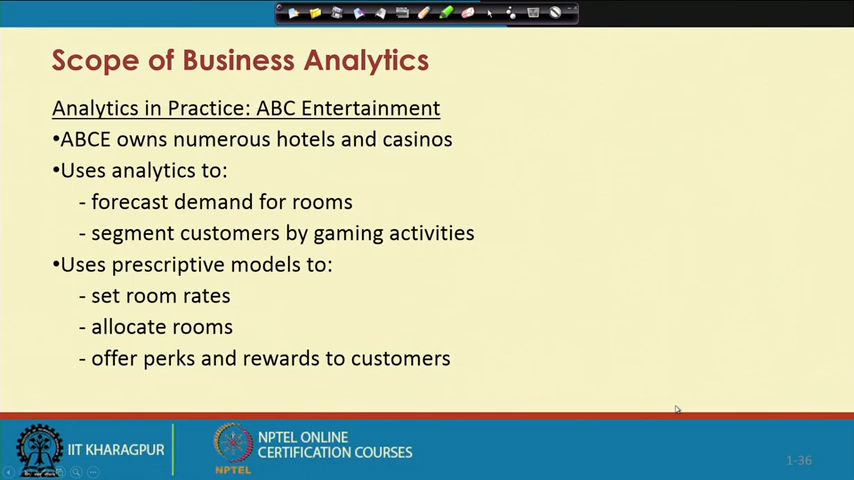 Scope of Business Analytics
Analytics in Practice: ABC Entertainment
•ABCE owns numerous hotels and casinos
•Uses analytics to:
- forecast demand for rooms
- segment customers by gaming activities
•Uses prescriptive models to:
- set room rates
- allocate rooms
- offer perks and rewards to customers
IIT KHARAGPUR
NPTEL
NPTEL ONLINE
CERTIFICATION COURSES
1-36